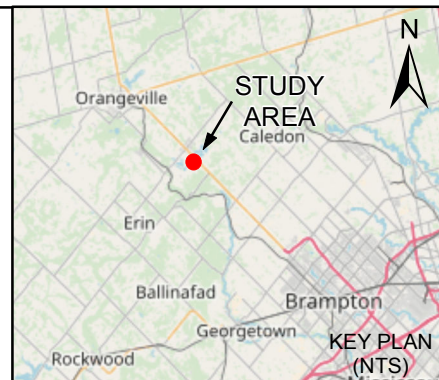 N
STUDY
AREA
Orangeville
Caledon
Erin
Ballinafad
Brampton
Georgetown
KEY PLAN
(NTS)
Rockwood